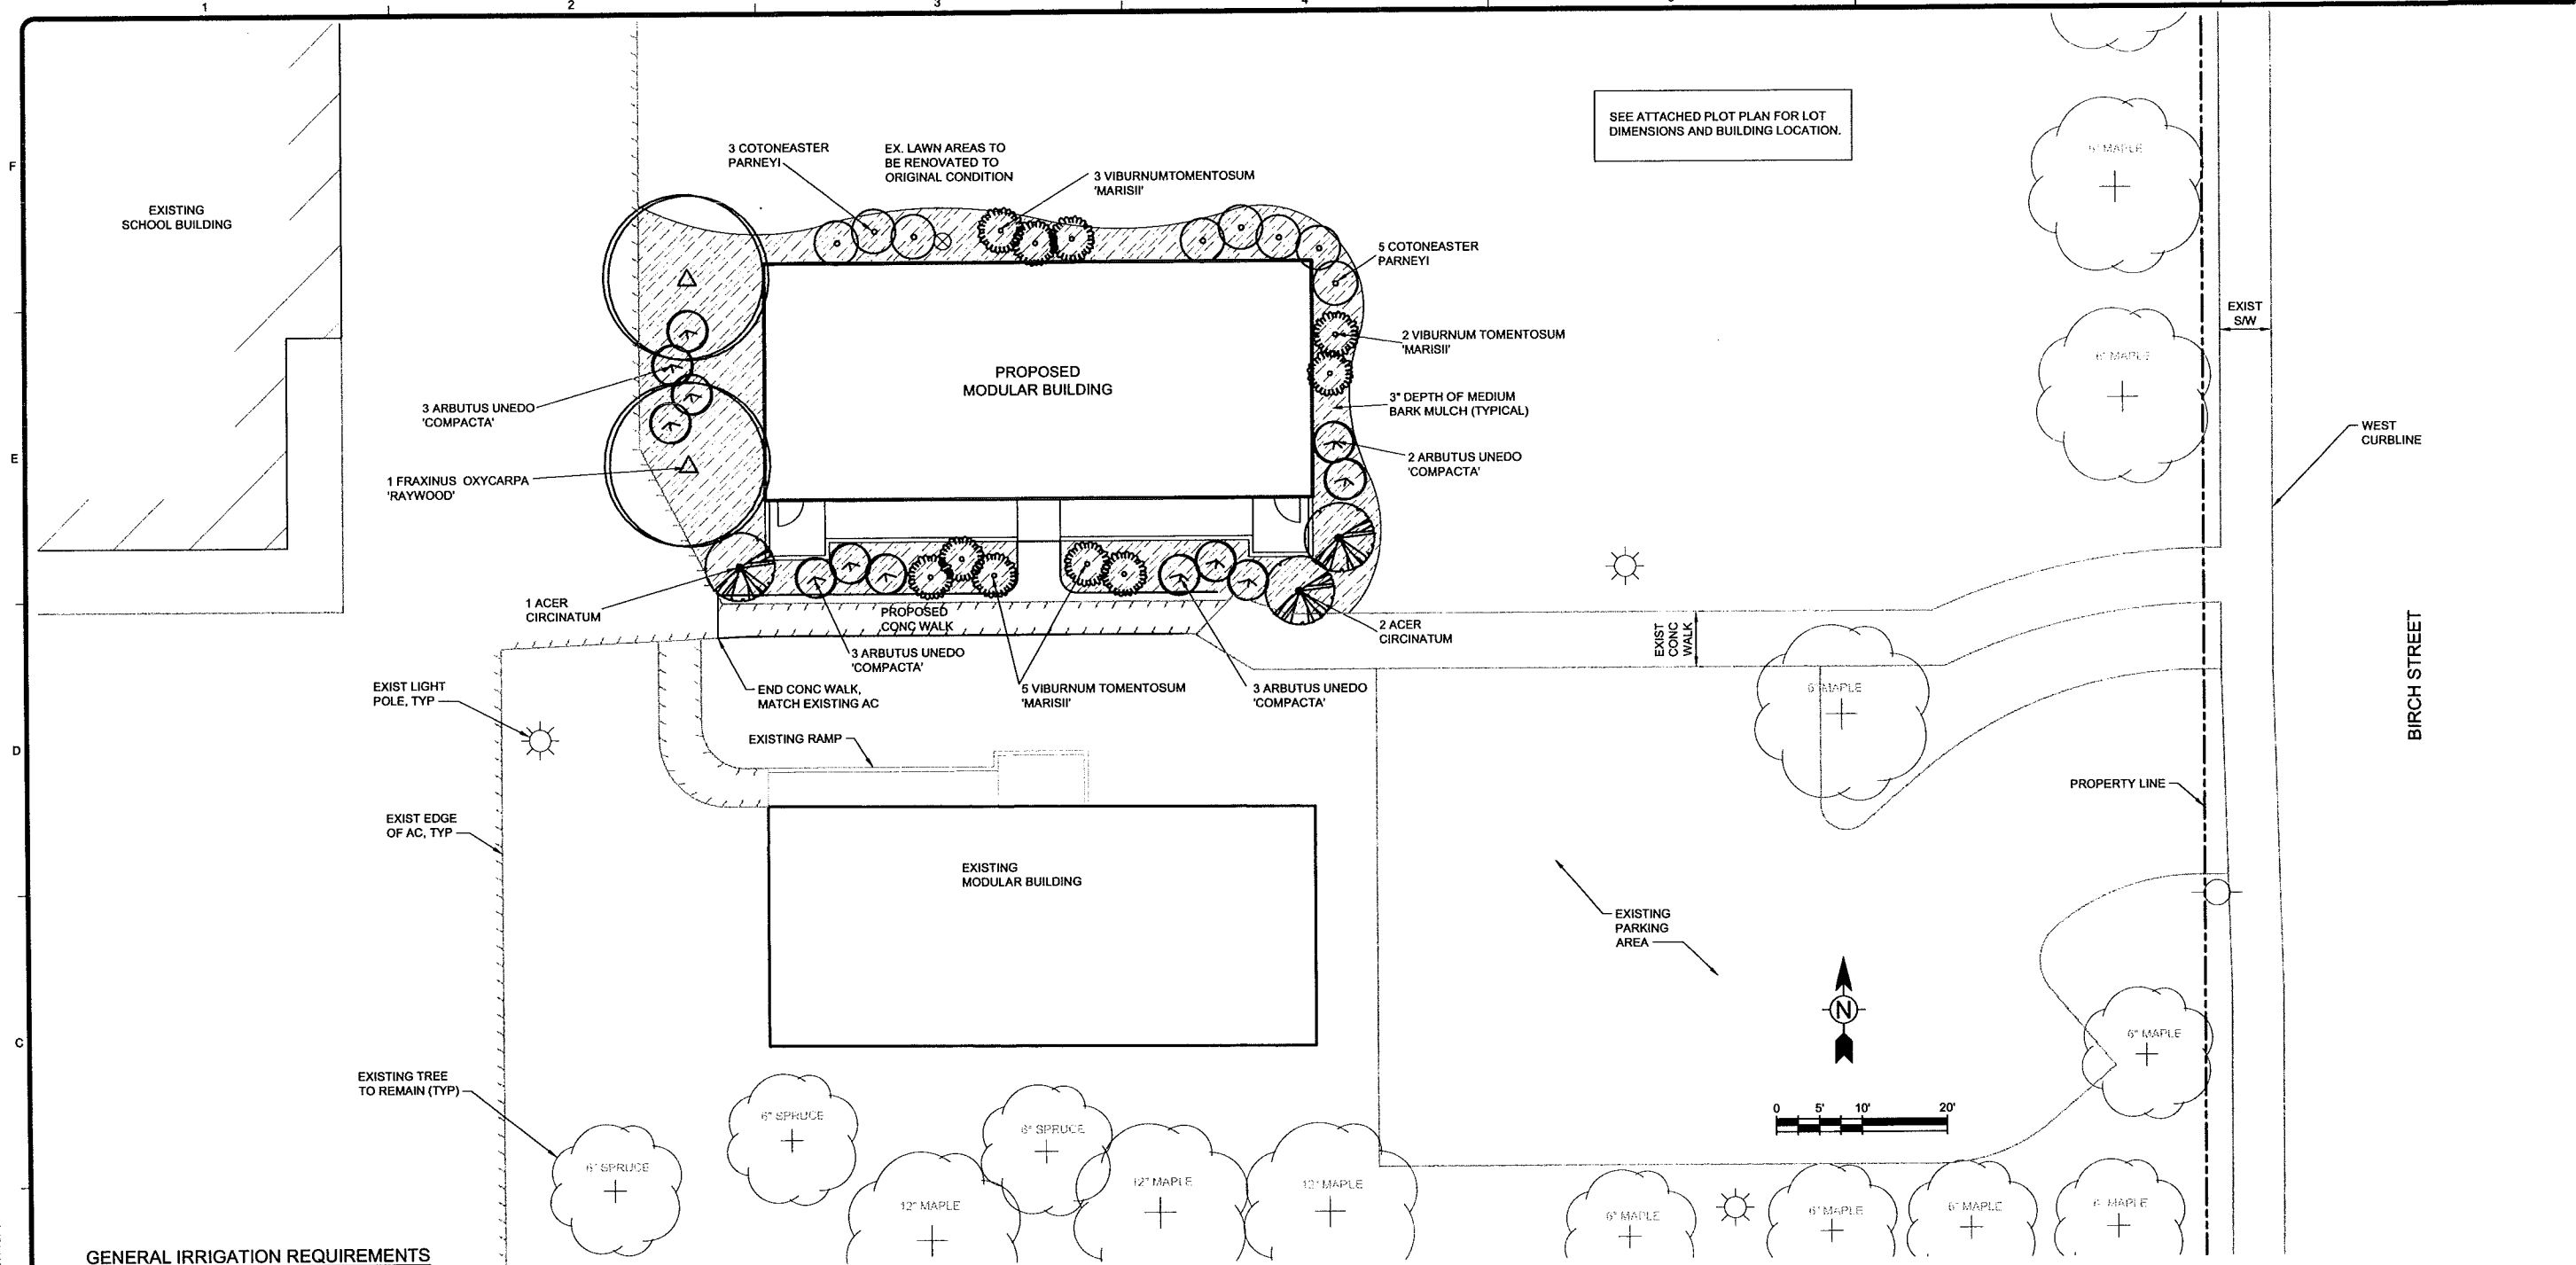 1
2
3
4
F
E
D
C
EXISTING
SCHOOL BUILDING
3 COTONEASTER
PARNEYI
EX. LAWN AREAS TO
BE RENOVATED TO
ORIGINAL CONDITION
3 VIBURNUMTOMENTOSUM
'MARISII'
SEE ATTACHED PLOT PLAN FOR LOT
DIMENSIONS AND BUILDING LOCATION.
6" MAPLE
5 COTONEASTER
PARNEYI
EXIST
S/W
2 VIBURNUM TOMENTOSUM
'MARISII'
6" MAPLE
PROPOSED
MODULAR BUILDING
3" DEPTH OF MEDIUM
BARK MULCH (TYPICAL)
3 ARBUTUS UNEDO
'COMPACTA'
WEST
CURBLINE
2 ARBUTUS UNEDO
'COMPACTA'
1 FRAXINUS OXYCARPA
'RAYWOOD'
1 ACER
CIRCINATUM
PROPOSED
CONC WALK
2 ACER
CIRCINATUM
EXIST
CONC
WALK
BIRCH STREET
3 ARBUTUS UNEDO
'COMPACTA'
EXIST LIGHT
POLE, TYP
END CONC WALK,
MATCH EXISTING AC
5 VIBURNUM TOMENTOSUM
'MARISII'
3 ARBUTUS UNEDO
'COMPACTA'
6" MAPLE
EXISTING RAMP
PROPERTY LINE
EXIST EDGE
OF AC, TYP
EXISTING
MODULAR BUILDING
EXISTING
PARKING
AREA
N
6" MAPLE
EXISTING TREE
TO REMAIN (TYP)
0 5' 10' 20'
6" SPRUCE
6" SPRUCE
6" SPRUCE
12" MAPLE
12" MAPLE
12" MAPLE
6" MAPLE
6" MAPLE
6" MAPLE
6" MAPLE
GENERAL IRRIGATION REQUIREMENTS